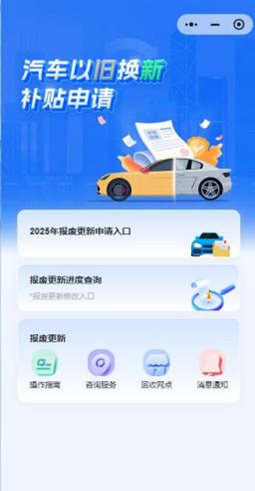 汽车以旧换新
补贴申请
2025年报废更新申请入口
报废更新进度查询
*报废更新修改入口
报废更新
操作指南
咨询服务
回收网点
消息通知